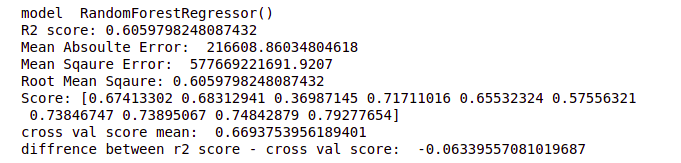 model  RandomForestRegressor()
R2 score: 0.6059798248087432
Mean Absoulte Error:  216608.86034804618
Mean Sqaure Error:  577669221691.9207
Root Mean Sqaure: 0.6059798248087432
Score: [0.67413302 0.68312941 0.36987145 0.71711016 0.65532324 0.57556321
 0.73846747 0.73895067 0.74842879 0.79277654]
cross val score mean:  0.6693753956189401
diffrence between r2 score - cross val score:  -0.06339557081019687